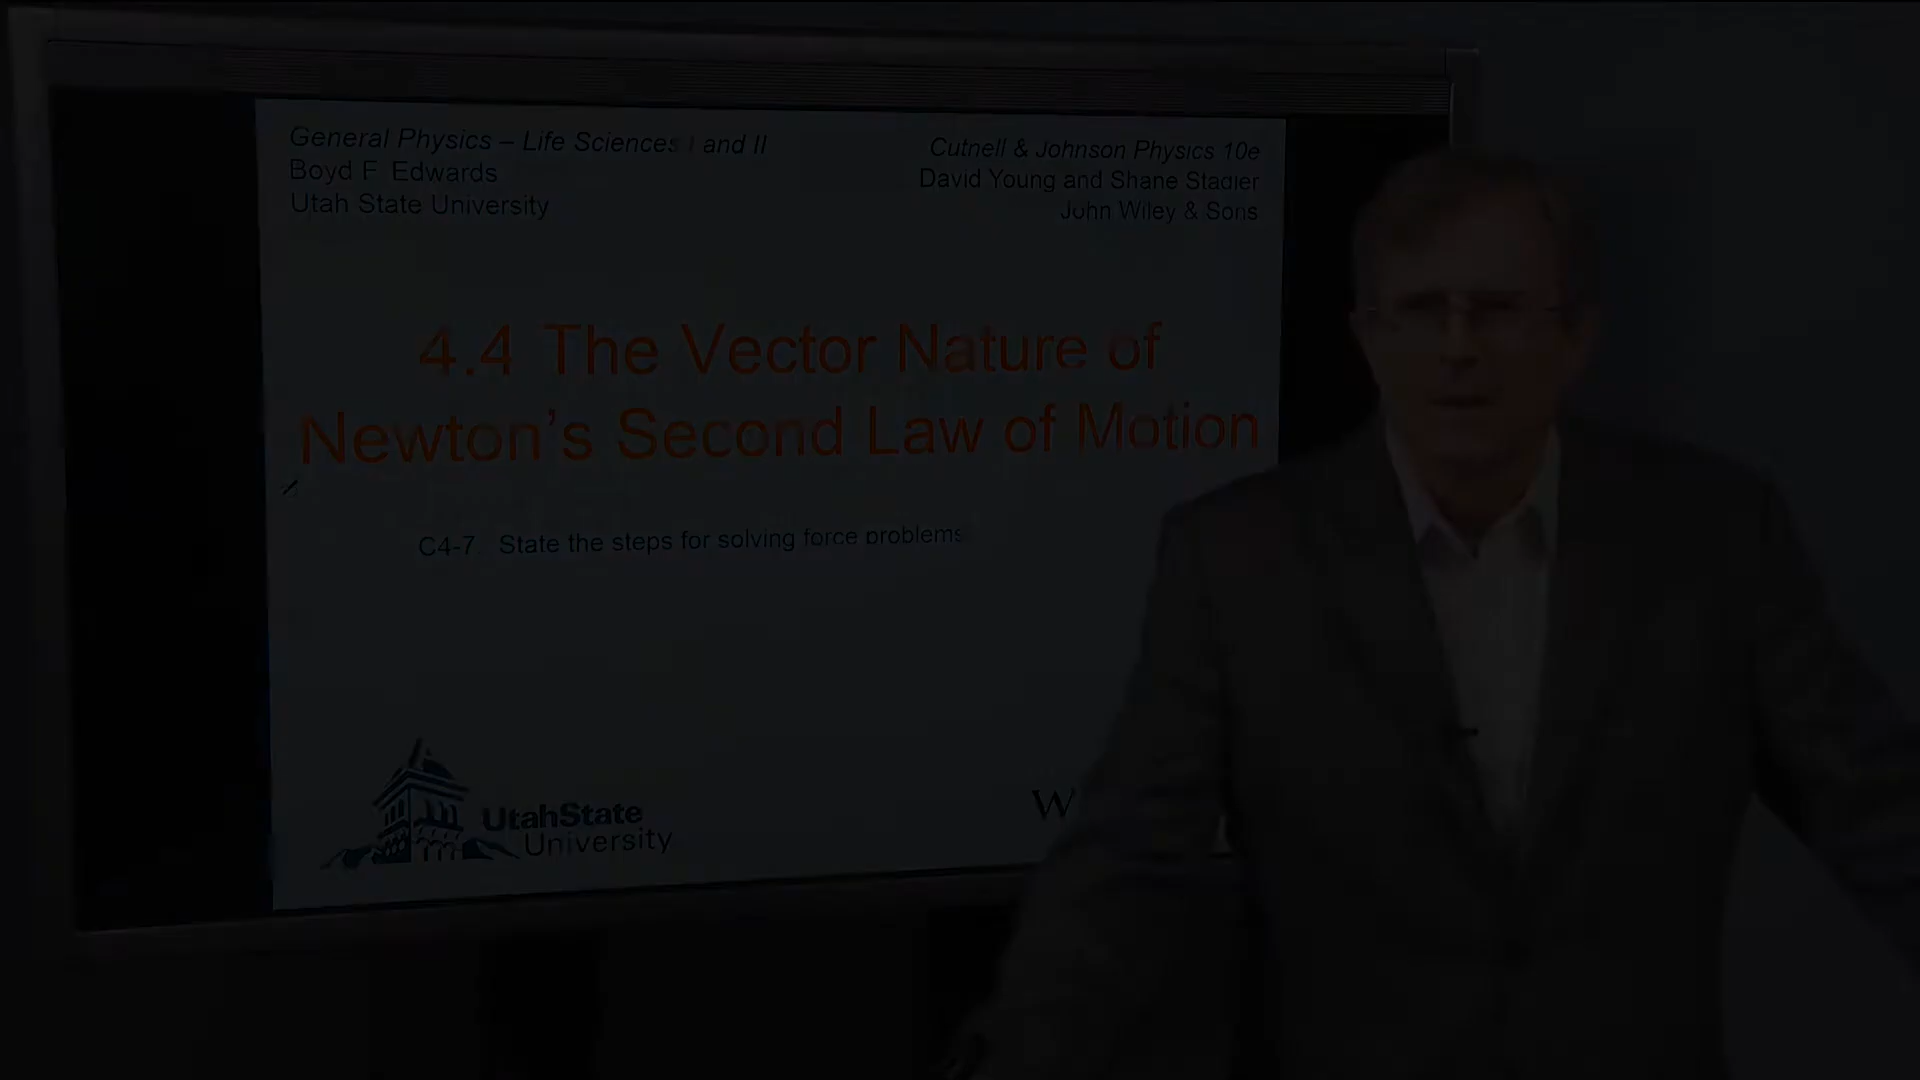 General Physics – Life Sciences I and II
Boyd F. Edwards
Utah State University
Cutnell & Johnson Physics 10e
David Young and Shane Stadler
John Wiley & Sons
4.4 The Vector Nature of
Newton’s Second Law of Motion
C4-7. State the steps for solving force problems.
UtahState
University
W